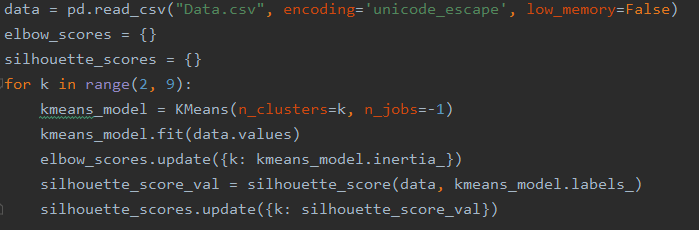 data = pd.read_csv("Data.csv", encoding='unicode_escape', low_memory=False)
elbow_scores = {}
silhouette_scores = {}
for k in range(2, 9):
    kmeans_model = KMeans(n_clusters=k, n_jobs=-1)
    kmeans_model.fit(data.values)
    elbow_scores.update({k: kmeans_model.inertia_})
    silhouette_score_val = silhouette_score(data, kmeans_model.labels_)
    silhouette_scores.update({k: silhouette_score_val})